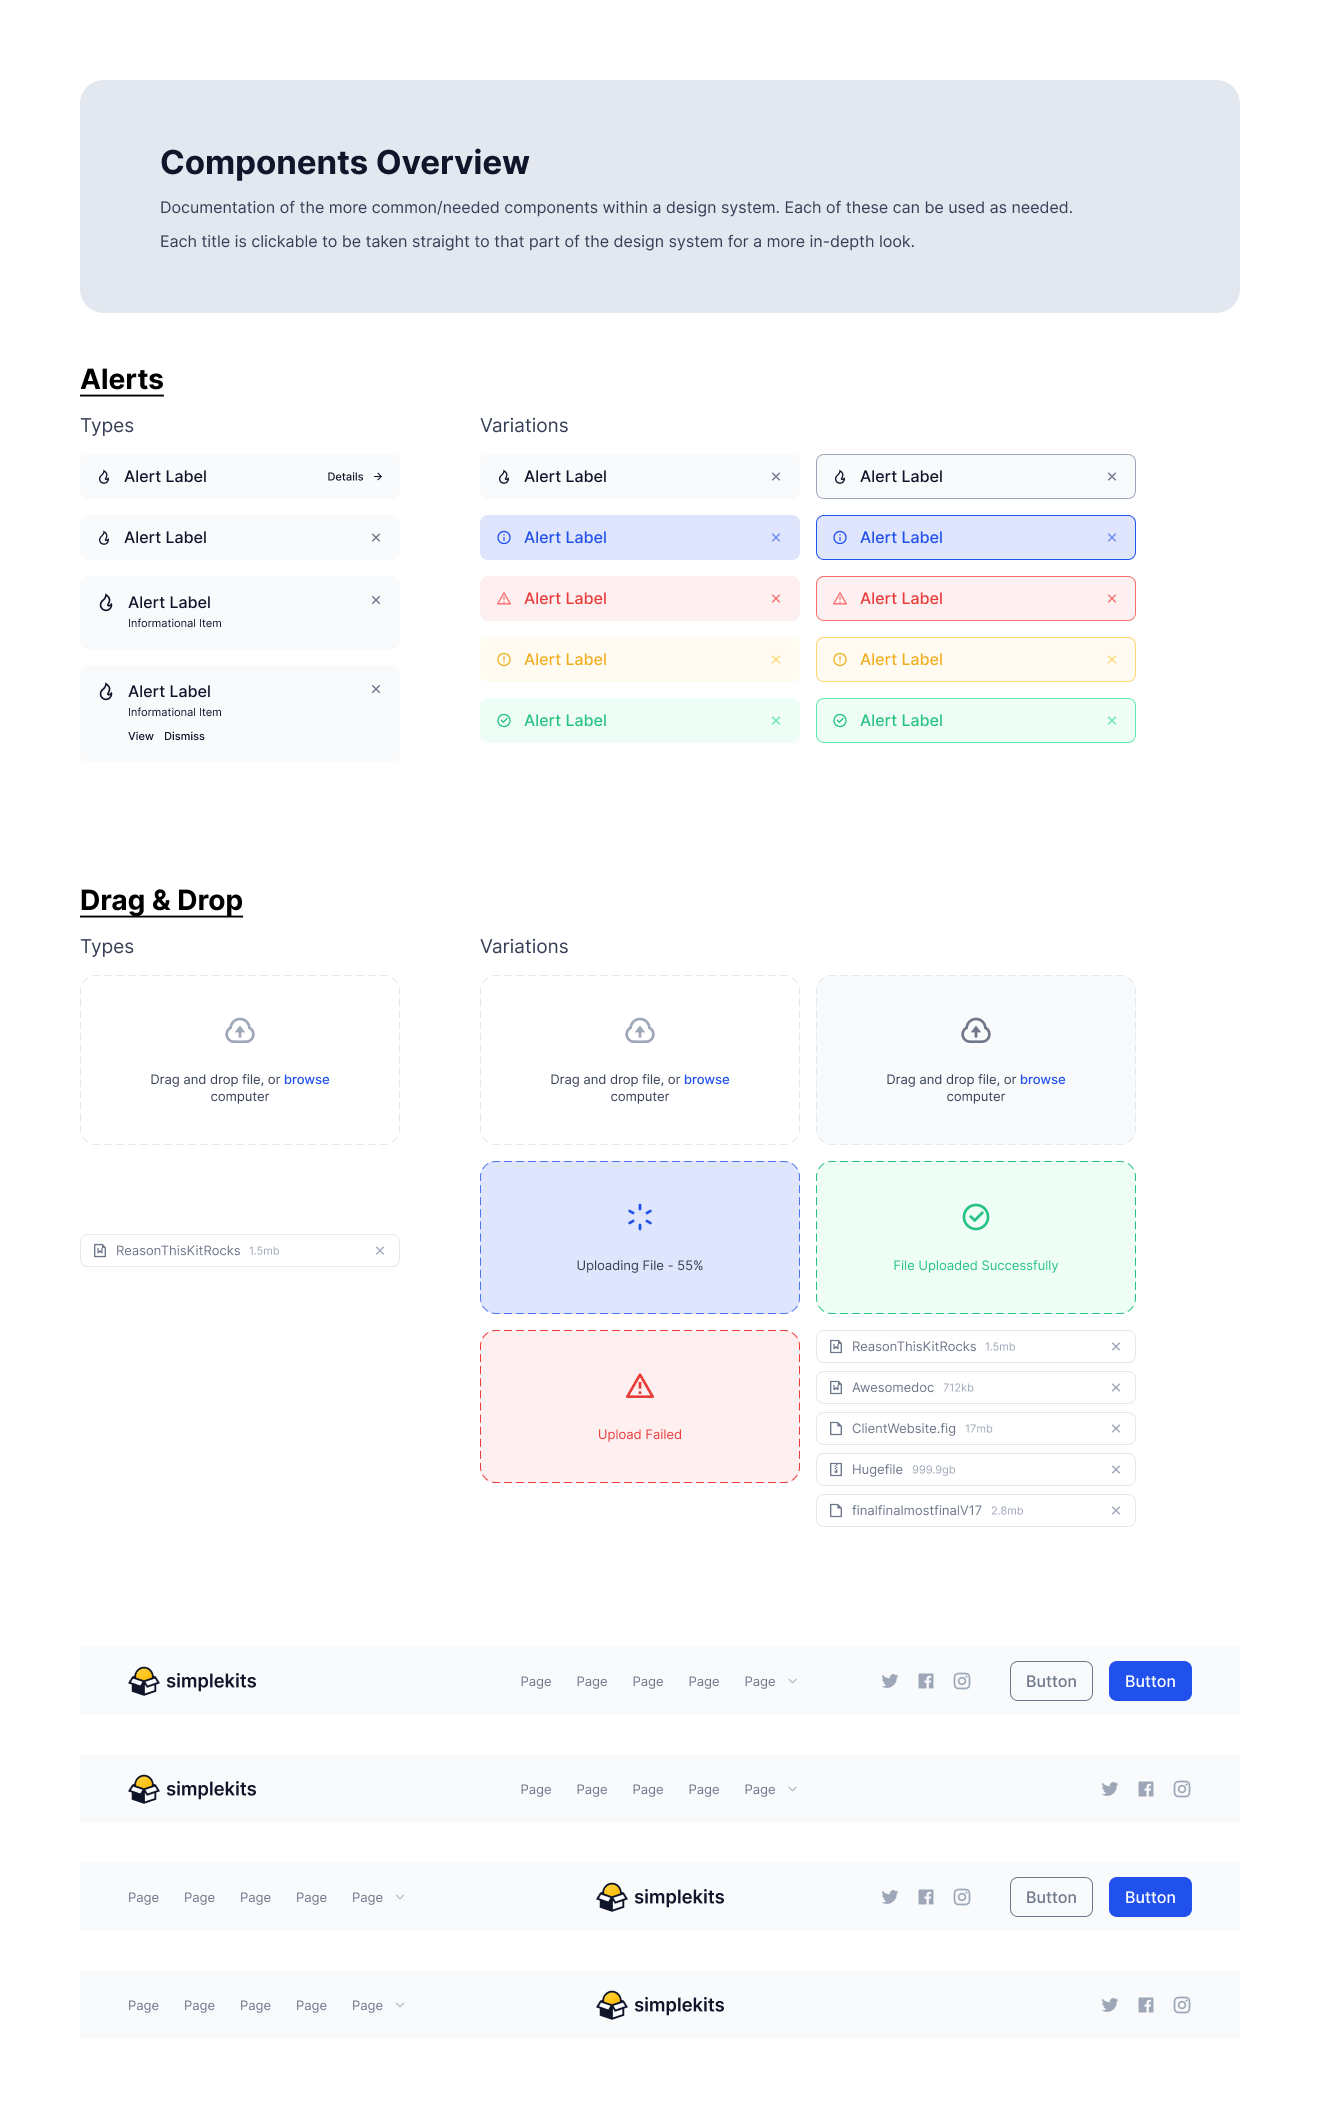 Components Overview
Documentation of the more common/needed components within a design system. Each of these can be used as needed.
Each title is clickable to be taken straight to that part of the design system for a more in-depth look.
Alerts
Types
Alert Label Details
Alert Label
Alert Label
Informational Item
Alert Label
Informational Item
View Dismiss
Variations
Alert Label Alert Label
Alert Label Alert Label
Alert Label Alert Label
Alert Label Alert Label
Alert Label Alert Label
Drag & Drop
Types
Drag and drop file, or browse
computer
ReasonThisKitRocks 1.5mb
Variations
Drag and drop file, or browse
computer
Drag and drop file, or browse
computer
Uploading File - 55%
File Uploaded Successfully
Upload Failed
ReasonThisKitRocks 1.5mb
Awesomedoc 712kb
ClientWebsite.fig 17mb
Hugefile 999.9gb
finalfinalmostfinalV17 2.8mb
simplekits Page Page Page Page Page Button Button
simplekits Page Page Page Page Page
Page Page Page Page Page simplekits Button Button
Page Page Page Page Page simplekits